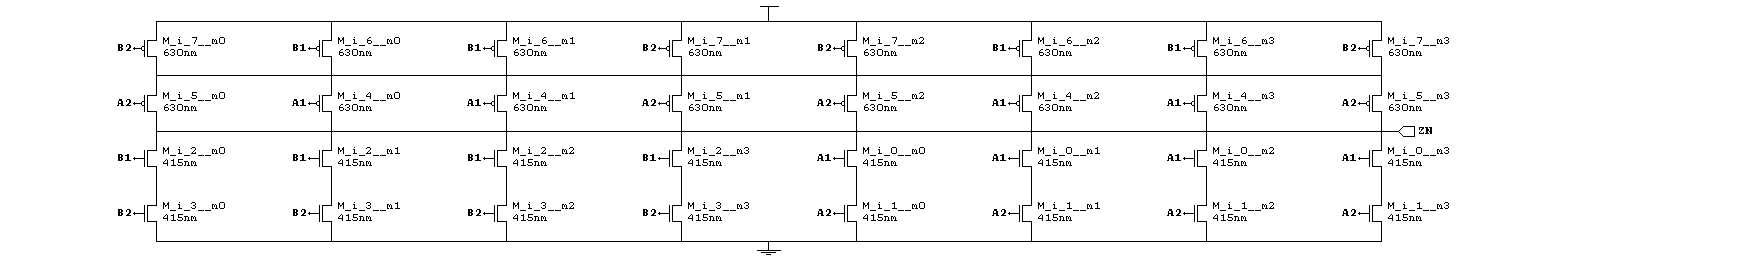 B2 M_i_7__m0 B1 M_i_6__m0 B1 M_i_6__m1 B2 M_i_7__m1 B2 M_i_7__m2 B1 M_i_6__m2 B1 M_i_6__m3 B2 M_i_7__m3
630nm 630nm 630nm 630nm 630nm 630nm 630nm 630nm
A2 M_i_5__m0 A1 M_i_4__m0 A1 M_i_4__m1 A2 M_i_5__m1 A2 M_i_5__m2 A1 M_i_4__m2 A1 M_i_4__m3 A2 M_i_5__m3
630nm 630nm 630nm 630nm 630nm 630nm 630nm 630nm
ZN
B1 M_i_2__m0 B1 M_i_2__m1 B1 M_i_2__m2 B1 M_i_2__m3 A1 M_i_0__m0 A1 M_i_0__m1 A1 M_i_0__m2 A1 M_i_0__m3
415nm 415nm 415nm 415nm 415nm 415nm 415nm 415nm
B2 M_i_3__m0 B2 M_i_3__m1 B2 M_i_3__m2 B2 M_i_3__m3 A2 M_i_1__m0 A2 M_i_1__m1 A2 M_i_1__m2 A2 M_i_1__m3
415nm 415nm 415nm 415nm 415nm 415nm 415nm 415nm